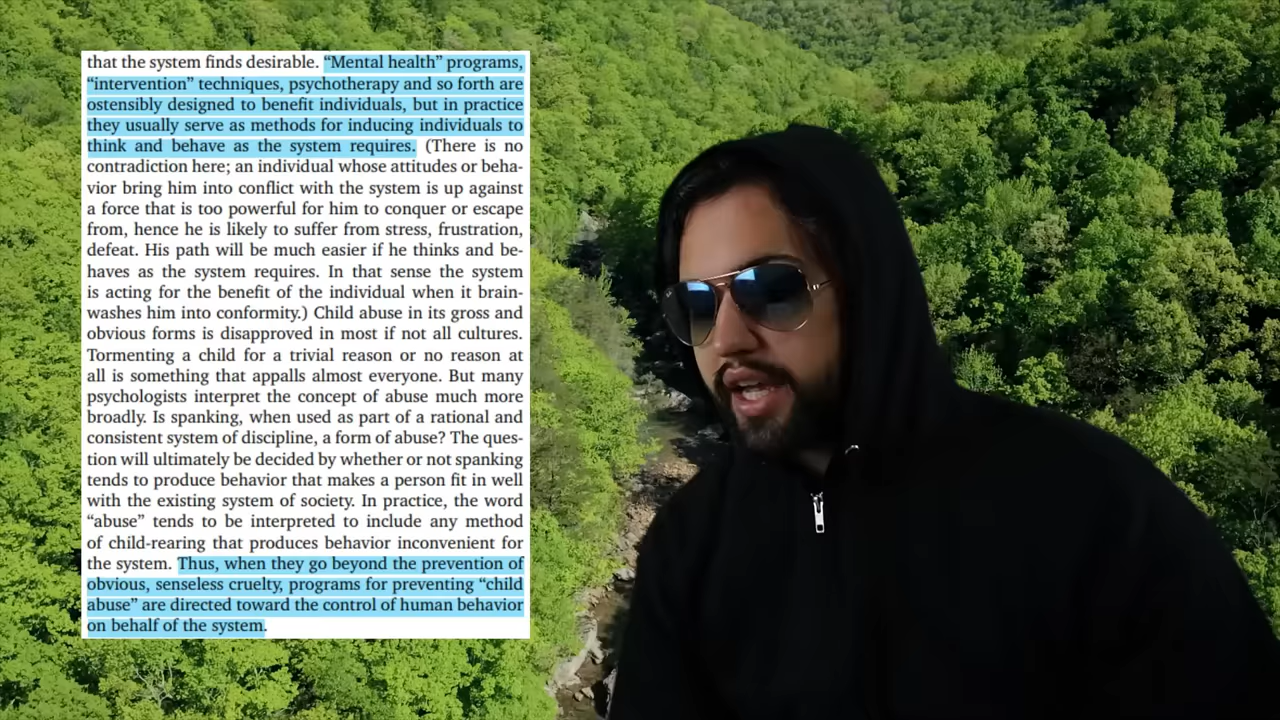 that the system finds desirable. “Mental health” programs,
“intervention” techniques, psychotherapy and so forth are
ostensibly designed to benefit individuals, but in practice
they usually serve as methods for inducing individuals to
think and behave as the system requires. (There is no
contradiction here; an individual whose attitudes or beha-
vior bring him into conflict with the system is up against
a force that is too powerful for him to conquer or escape
from, hence he is likely to suffer from stress, frustration,
defeat. His path will be much easier if he thinks and be-
haves as the system requires. In that sense the system
is acting for the benefit of the individual when it brain-
washes him into conformity.) Child abuse in its gross and
obvious forms is disapproved in most if not all cultures.
Tormenting a child for a trivial reason or no reason at
all is something that appalls almost everyone. But many
psychologists interpret the concept of abuse much more
broadly. Is spanking, when used as part of a rational and
consistent system of discipline, a form of abuse? The ques-
tion will ultimately be decided by whether or not spanking
tends to produce behavior that makes a person fit in well
with the existing system of society. In practice, the word
“abuse” tends to be interpreted to include any method
of child-rearing that produces behavior inconvenient for
the system. Thus, when they go beyond the prevention of
obvious, senseless cruelty, programs for preventing “child
abuse” are directed toward the control of human behavior
on behalf of the system.